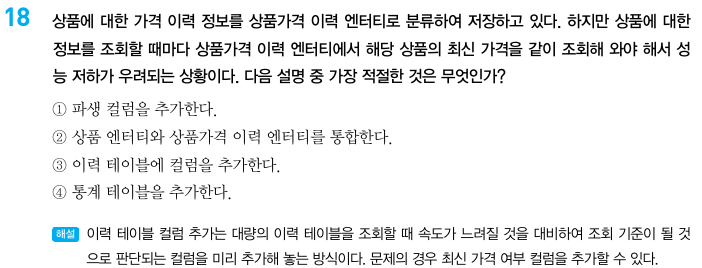 18 상품에 대한 가격 이력 정보를 상품가격 이력 엔터티로 분류하여 저장하고 있다. 하지만 상품에 대한
정보를 조회할 때마다 상품가격 이력 엔터티에서 해당 상품의 최신 가격을 같이 조회해 와야 해서 성
능 저하가 우려되는 상황이다. 다음 설명 중 가장 적절한 것은 무엇인가?
① 파생 컬럼을 추가한다.
② 상품 엔터티와 상품가격 이력 엔터티를 통합한다.
③ 이력 테이블에 컬럼을 추가한다.
④ 통계 테이블을 추가한다.
해설 이력 테이블 컬럼 추가는 대량의 이력 테이블을 조회할 때 속도가 느려질 것을 대비하여 조회 기준이 될 것
으로 판단되는 컬럼을 미리 추가해 놓는 방식이다. 문제의 경우 최신 가격 여부 컬럼을 추가할 수 있다.